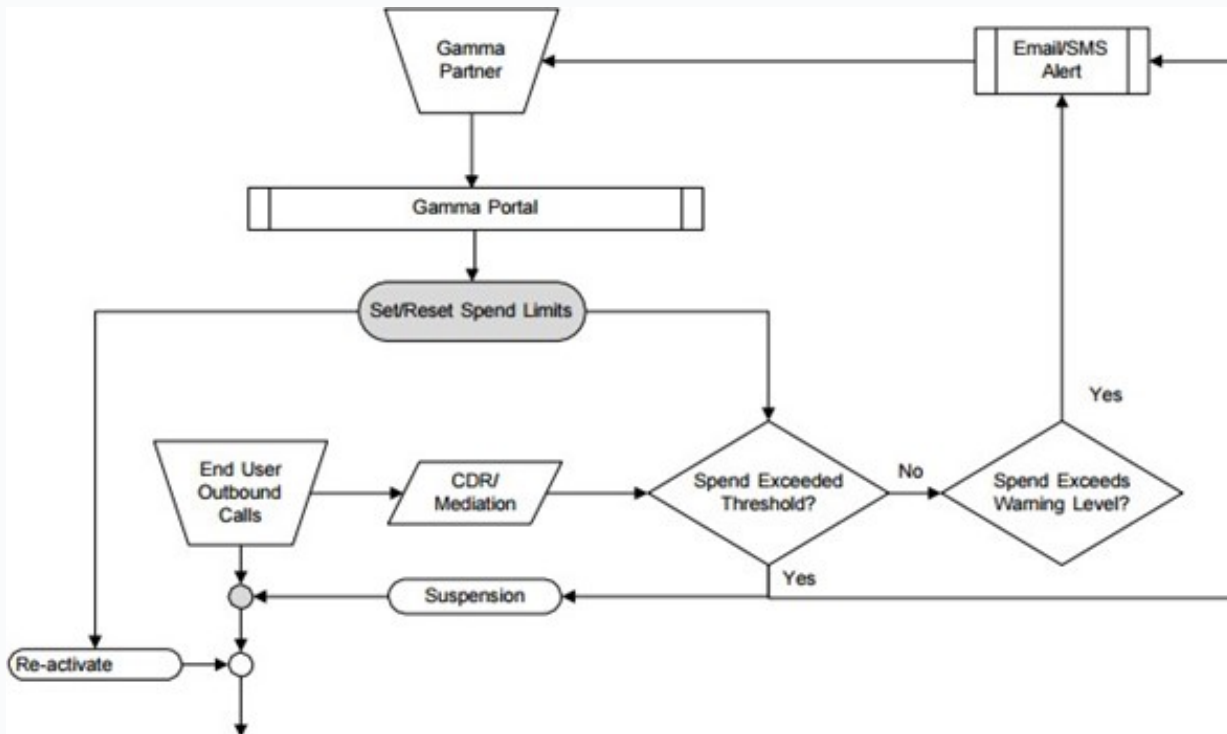 Gamma
Partner
Email/SMS
Alert
Gamma Portal
Set/Reset Spend Limits
Yes
End User
Outbound
Calls
CDR/
Mediation
Spend Exceeded
Threshold?
No
Spend Exceeds
Warning Level?
Yes
Suspension
Re-activate